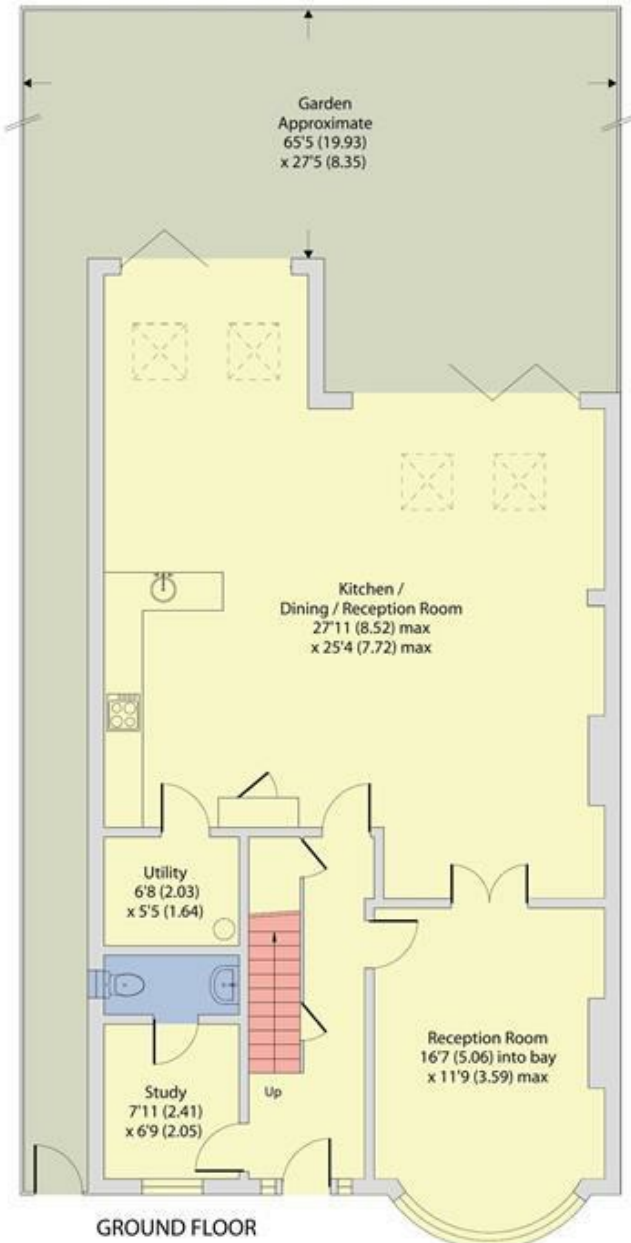 Garden
Approximate
65'5 (19.93)
x 27'5 (8.35)
Kitchen /
Dining / Reception Room
27'11 (8.52) max
x 25'4 (7.72) max
Utility
6'8 (2.03)
x 5'5 (1.64)
Reception Room
16'7 (5.06) into bay
x 11'9 (3.59) max
Study
7'11 (2.41)
x 6'9 (2.05)
Up
GROUND FLOOR